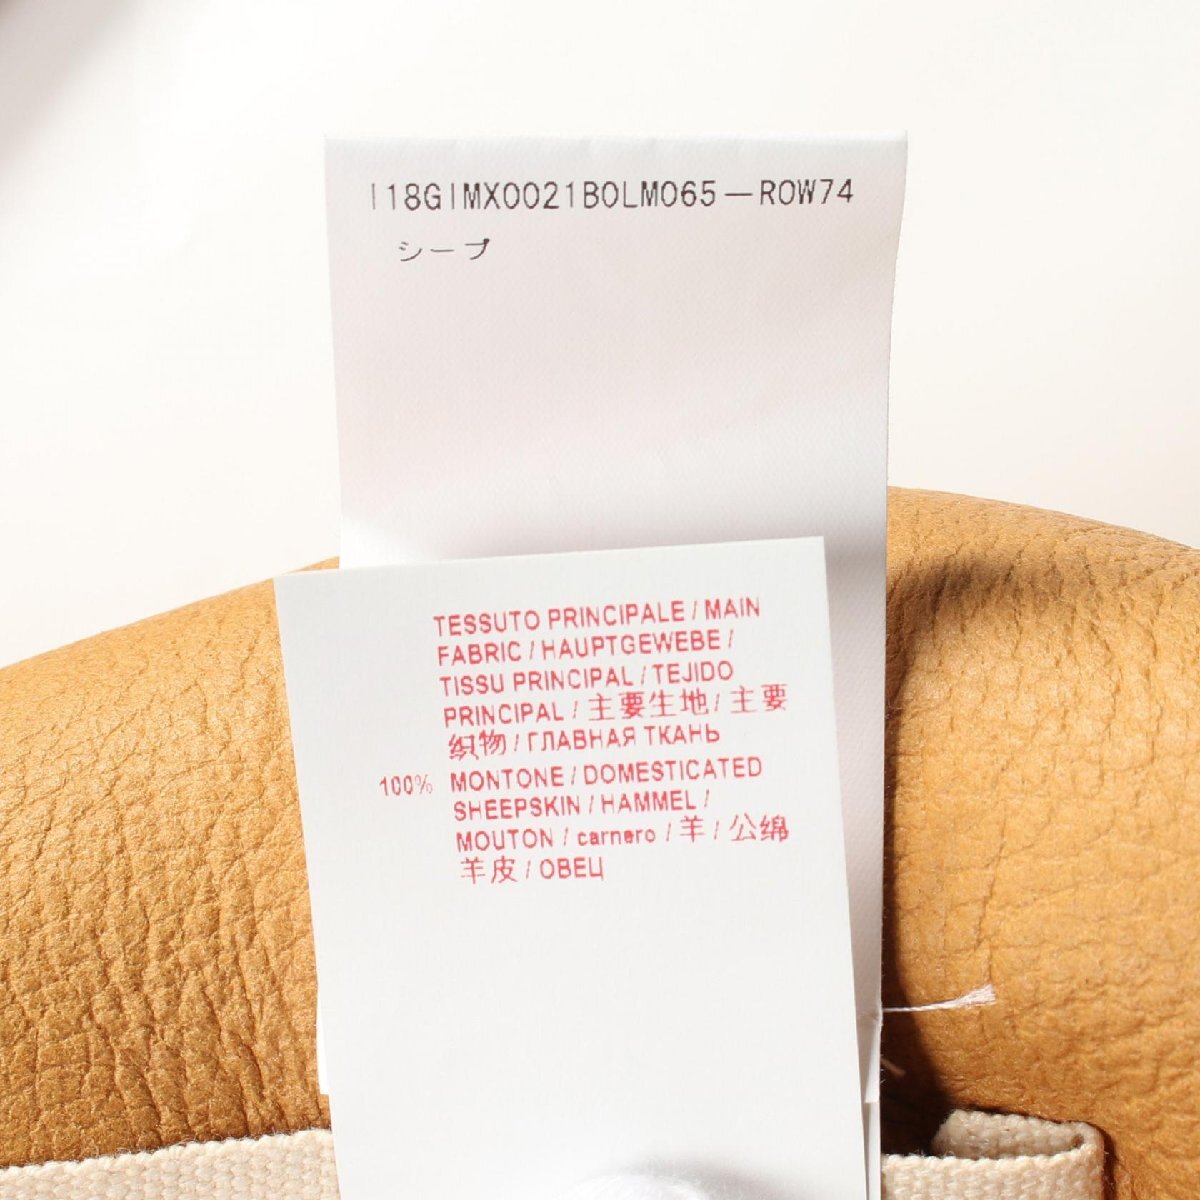 I18GIMX0021BOLM065—ROW74
シープ
TESSUTO PRINCIPALE / MAIN
FABRIC / HAUPTGEWEBE /
TISSU PRINCIPAL / TEJIDO
PRINCIPAL / 主要生地 / 主要
织物 / ГЛАВНАЯ ТКАНЬ
100% MONTONE / DOMESTICATED
SHEEPSKIN / HAMMEL /
MOUTON / carnero / 羊 / 公绵
羊皮 / ОВЕЦ